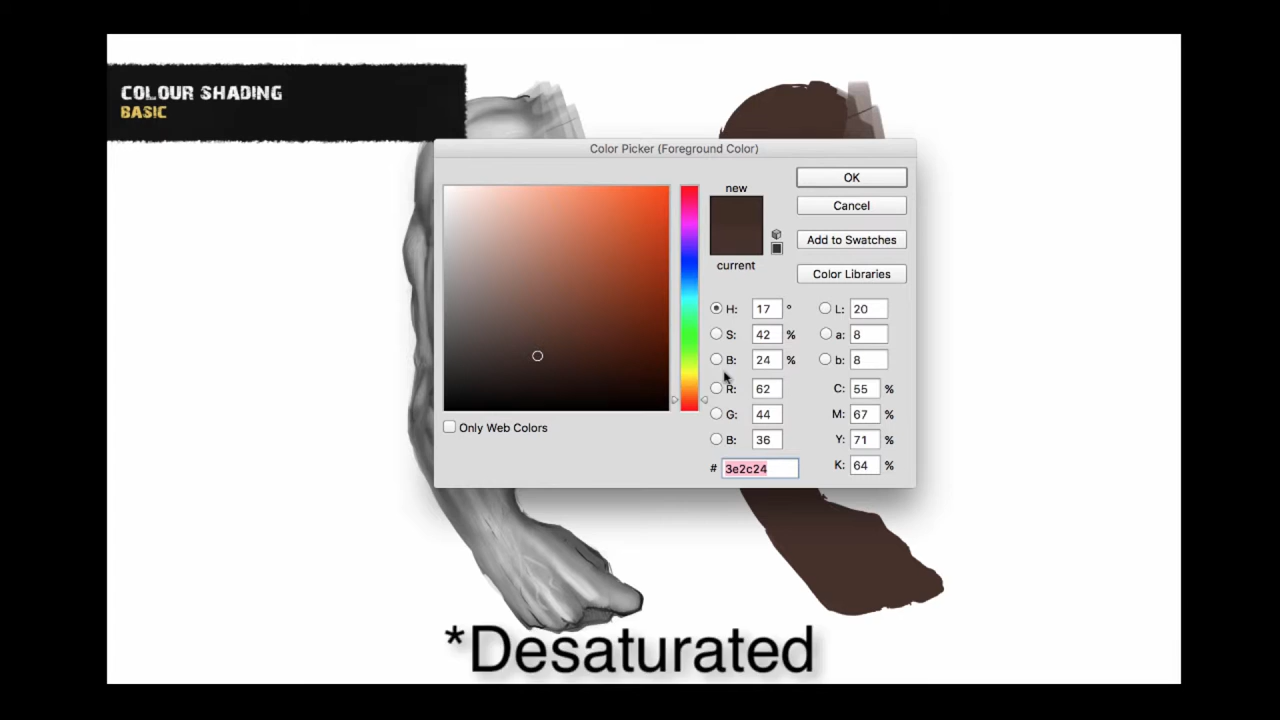 COLOUR SHADING
BASIC
Color Picker (Foreground Color)
new
current
OK
Cancel
Add to Swatches
Color Libraries
H: 17 °
S: 42 %
B: 24 %
R: 62
G: 44
B: 36
# 3e2c24
L: 20
a: 8
b: 8
C: 55 %
M: 67 %
Y: 71 %
K: 64 %
Only Web Colors
*Desaturated